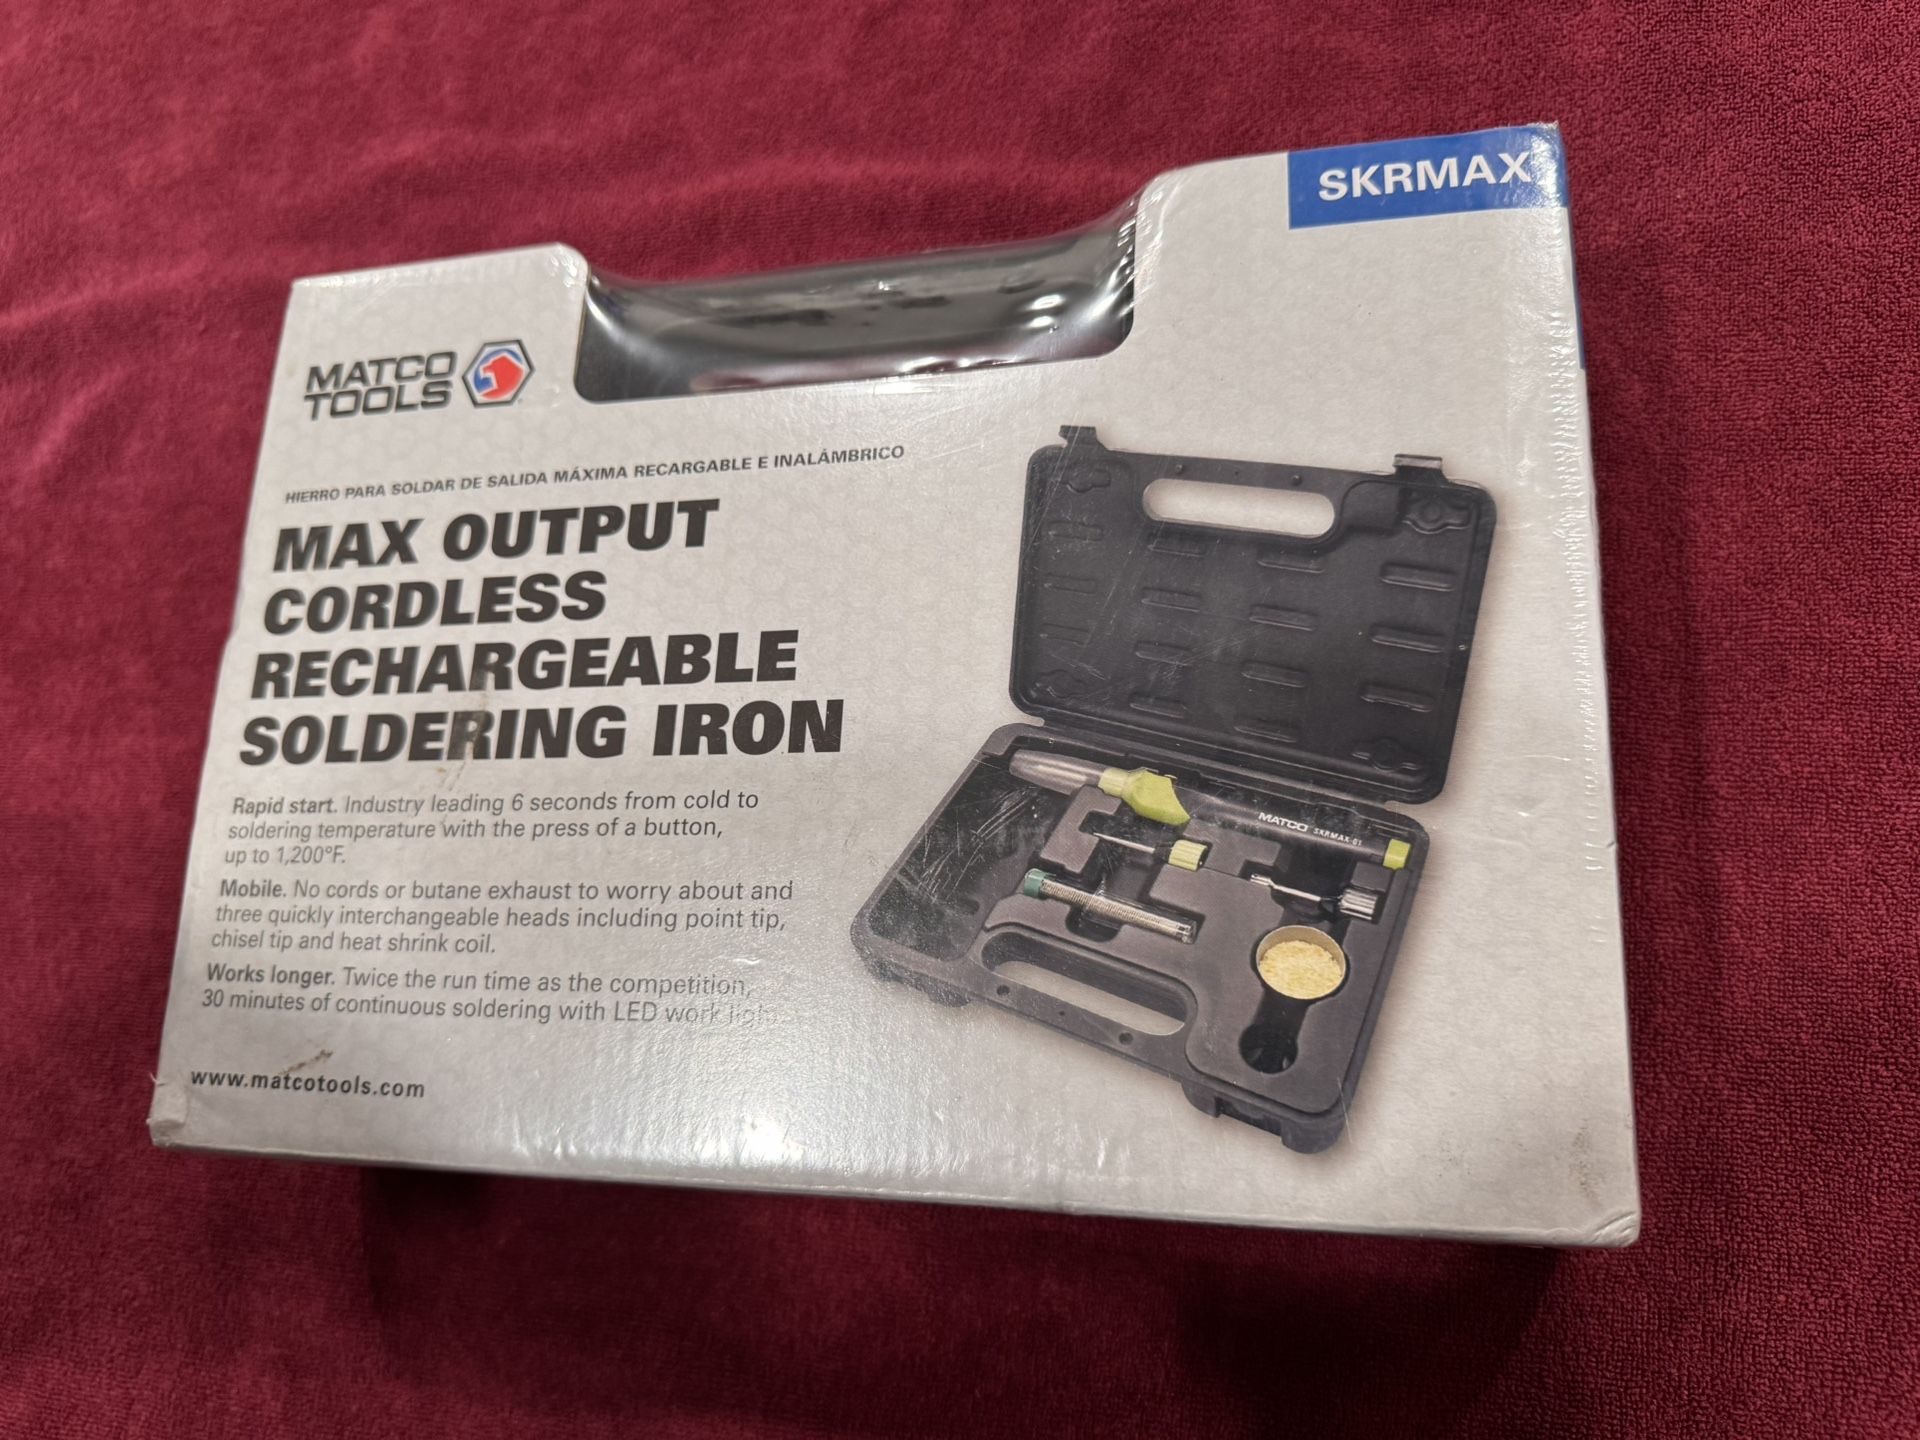 SKRMAX
MATCO
TOOLS
HIERRO PARA SOLDAR DE SALIDA MÁXIMA RECARGABLE E INALÁMBRICO
MAX OUTPUT
CORDLESS
RECHARGEABLE
SOLDERING IRON
Rapid start. Industry leading 6 seconds from cold to
soldering temperature with the press of a button,
up to 1,200°F.
Mobile. No cords or butane exhaust to worry about and
three quickly interchangeable heads including point tip,
chisel tip and heat shrink coil.
Works longer. Twice the run time as the competition,
30 minutes of continuous soldering with LED work light.
www.matcotools.com
MATCO SKRMAX-01